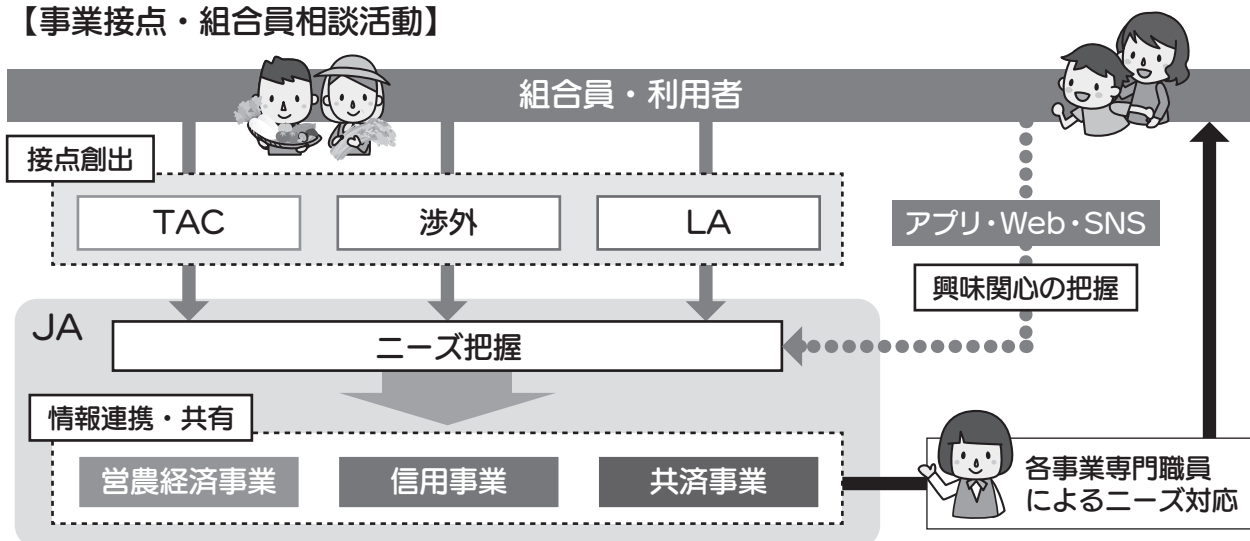 【事業接点・組合員相談活動】
組合員・利用者
接点創出
TAC
渉外
LA
アプリ・Web・SNS
興味関心の把握
JA
ニーズ把握
情報連携・共有
営農経済事業
信用事業
共済事業
各事業専門職員
によるニーズ対応